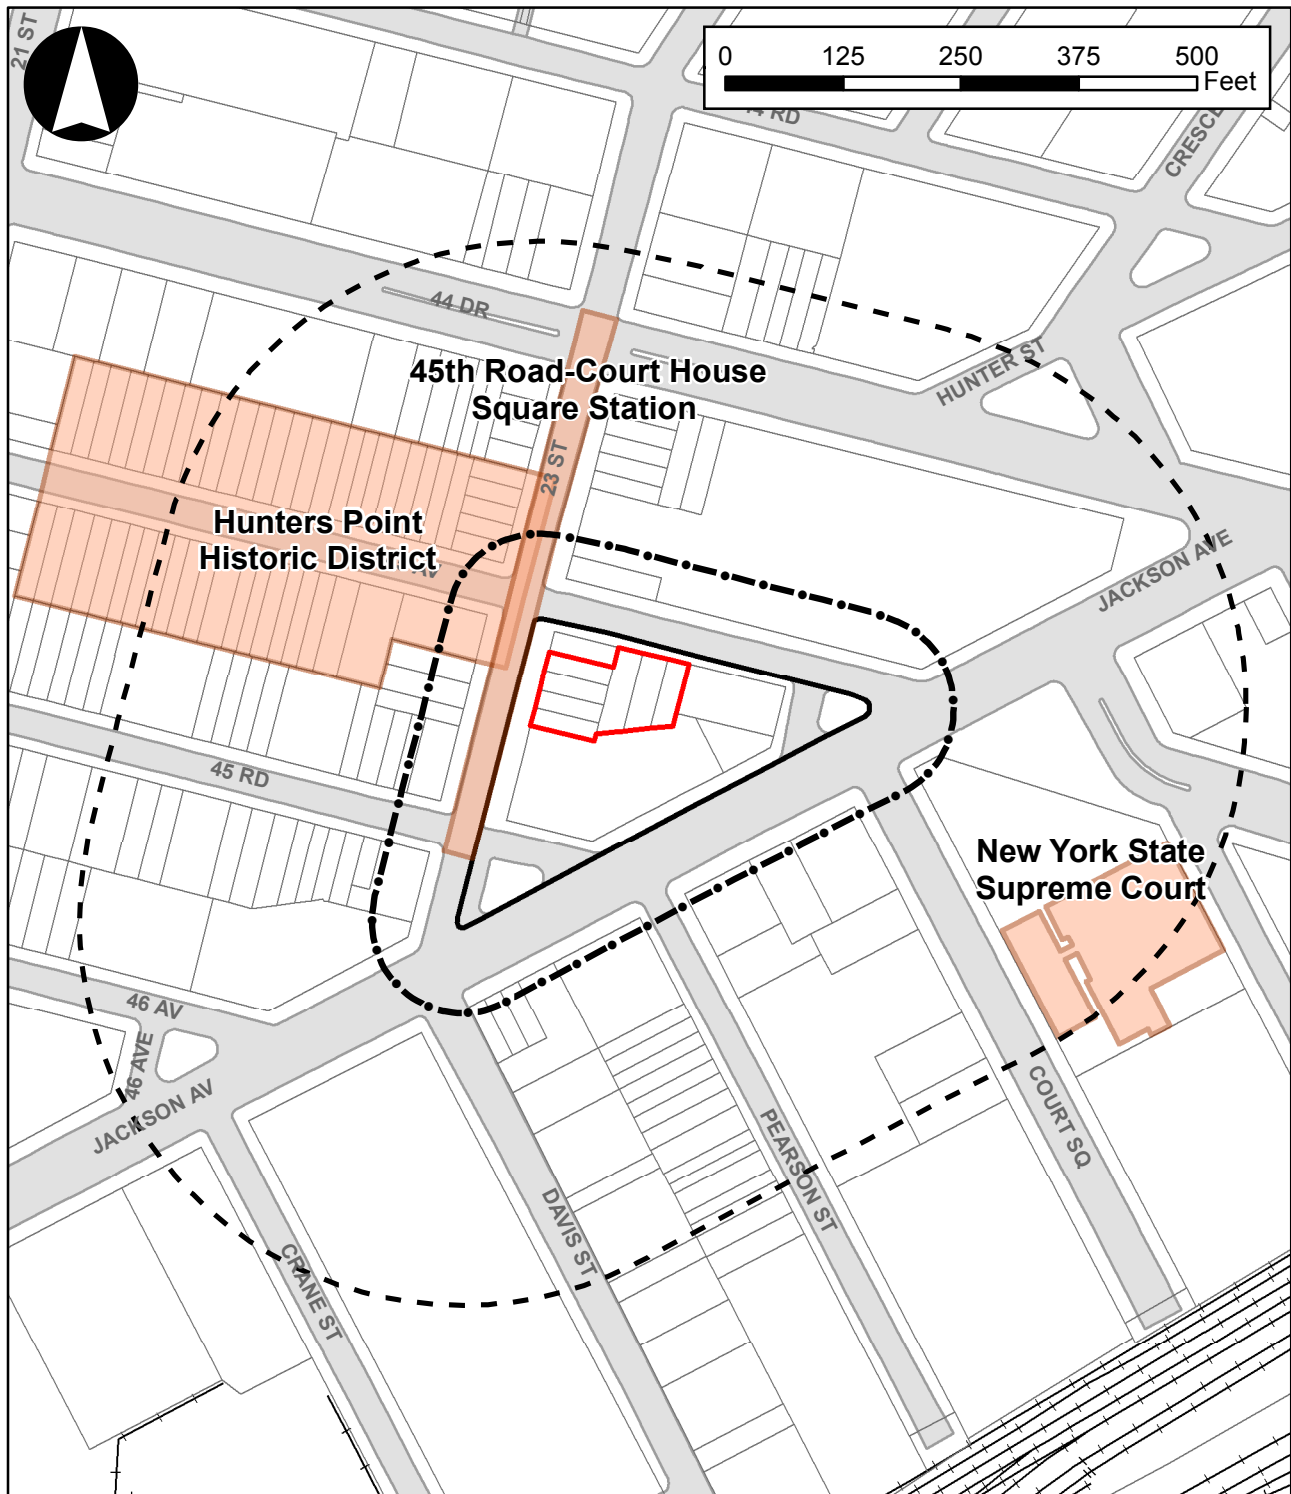 21 ST
0 125 250 375 500
Feet
RD
44 DR
HUNTER ST
45th Road-Court House
Square Station
23 ST
Hunters Point
Historic District
AV
JACKSON AVE
45 RD
New York State
Supreme Court
46 AV
46 AVE
JACKSON AV
COURT SQ
PEARSON ST
DAVIS ST
CRANE ST